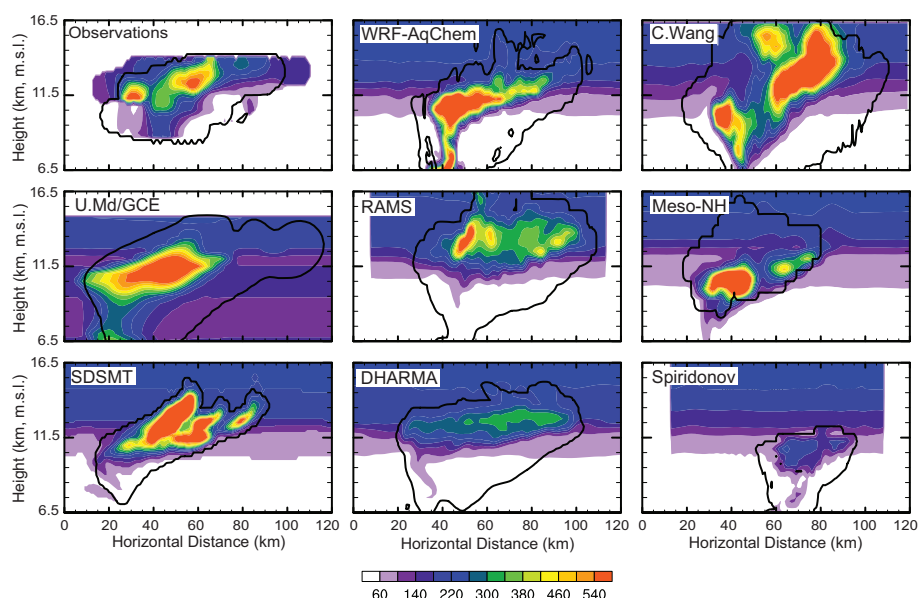 16.5
11.5
6.5
Height (km, m.s.l.)
Observations
WRF-AqChem
C.Wang
16.5
11.5
6.5
Height (km, m.s.l.)
U.Md/GCE
RAMS
Meso-NH
16.5
11.5
6.5
Height (km, m.s.l.)
SDSMT
DHARMA
Spiridonov
0 20 40 60 80 100 120
0 20 40 60 80 100 120
0 20 40 60 80 100 120
Horizontal Distance (km)
Horizontal Distance (km)
Horizontal Distance (km)
60 140 220 300 380 460 540